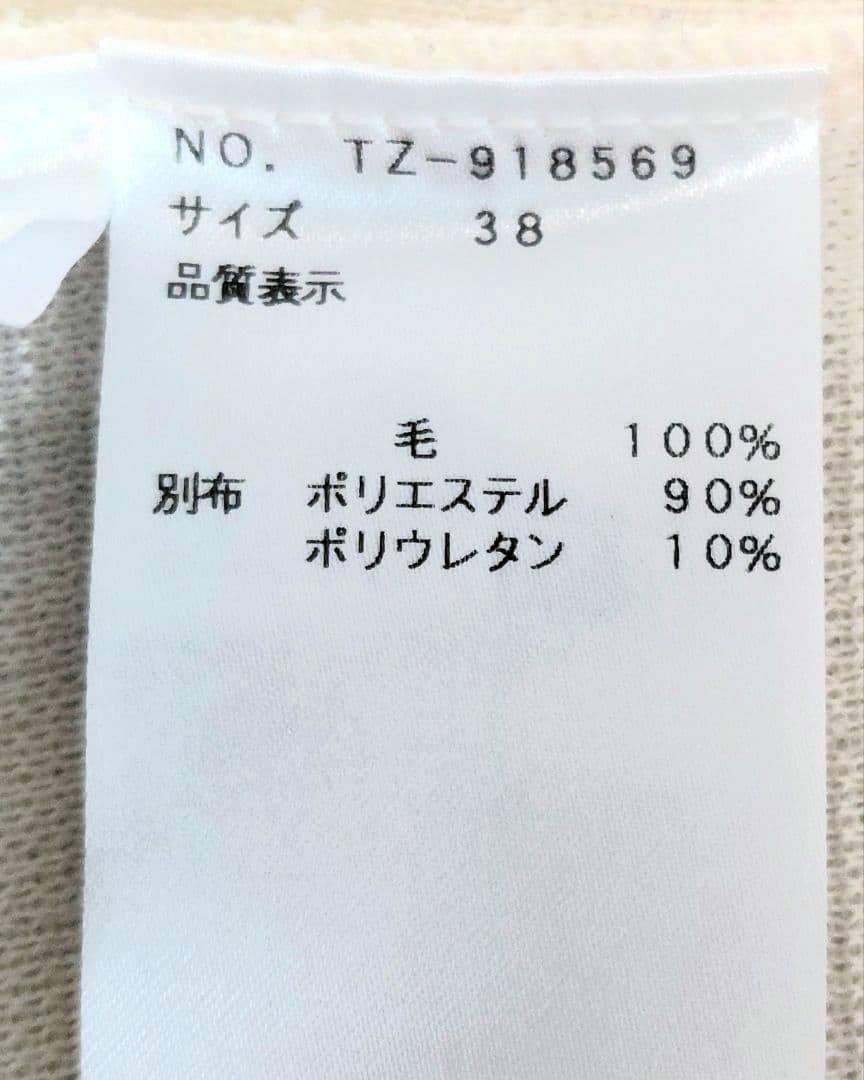 NO. TZ-918569
サイズ 38
品質表示
毛 100%
別布 ポリエステル 90%
ポリウレタン 10%